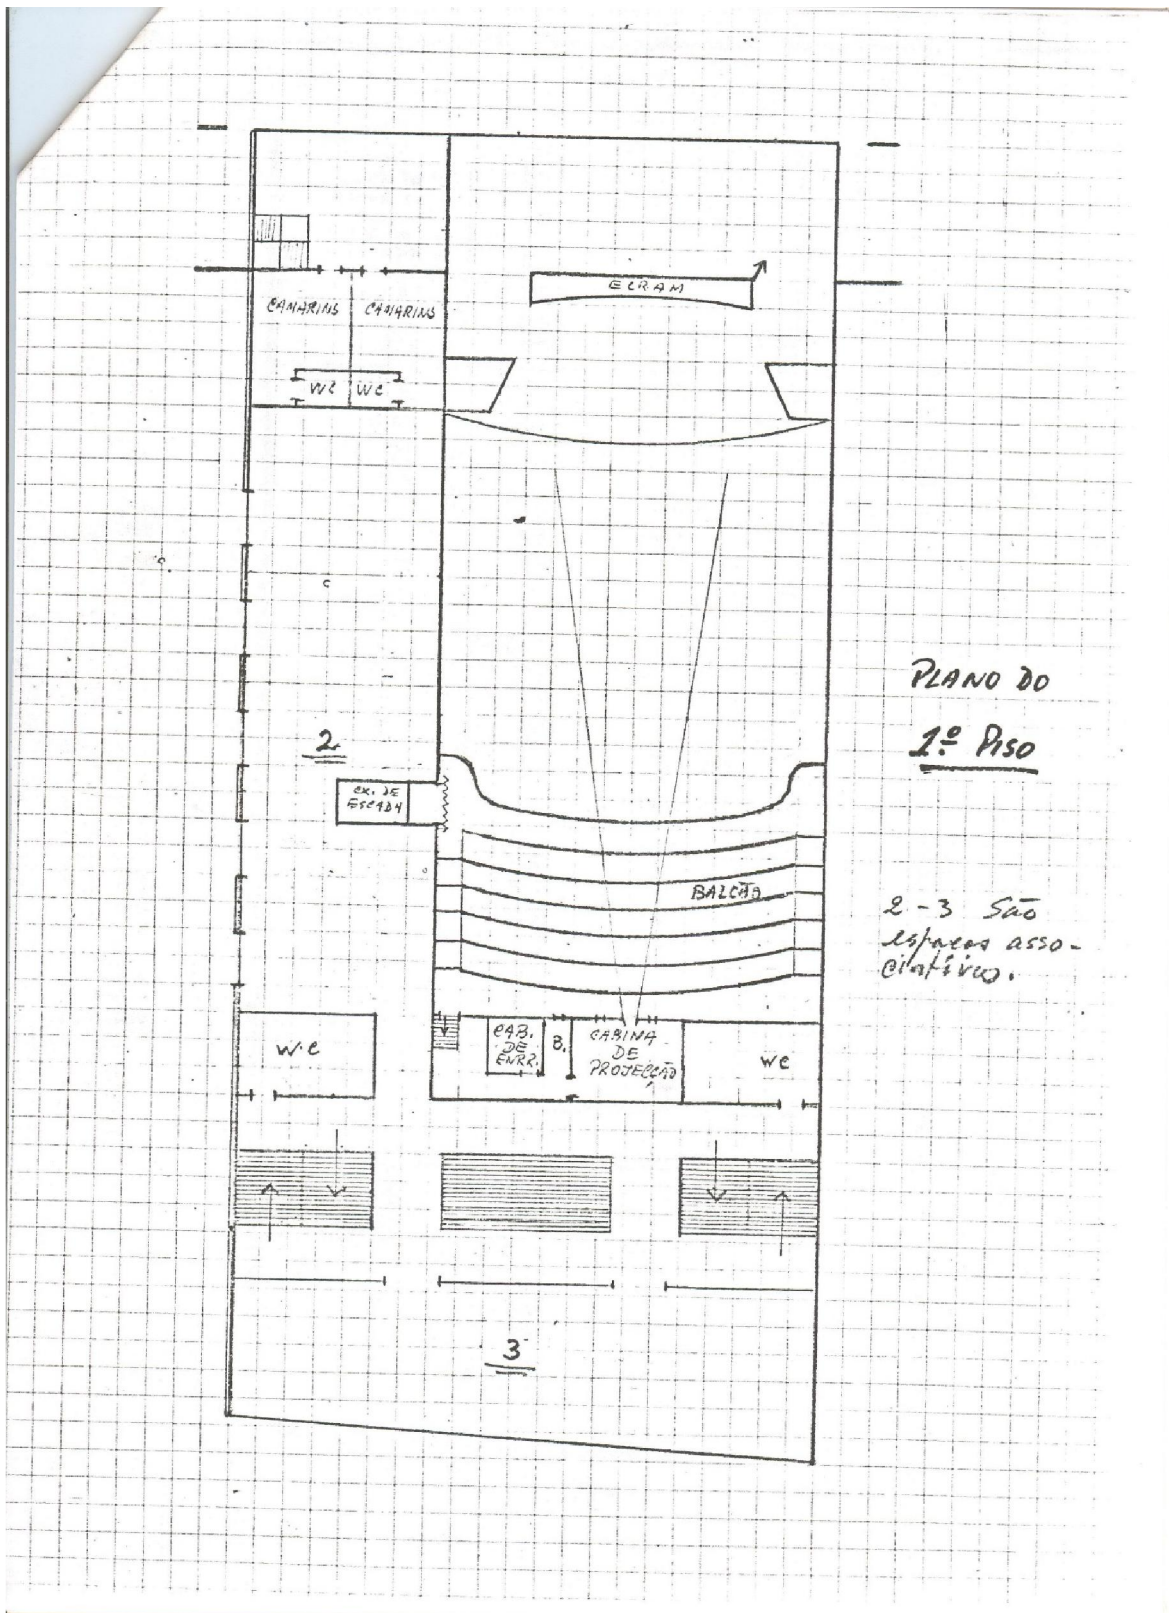 ECRAM
CAMARINS
CAMARINS
WC
WC
PLANO DO
1º PISO
2
CX. DE
ESCADA
BALCÃO
2-3 São
espaços asso-
ciativos.
W.C
CAB.
DE
ENRR.
B.
CABINA
DE
PROJECÇÃO
WC
3